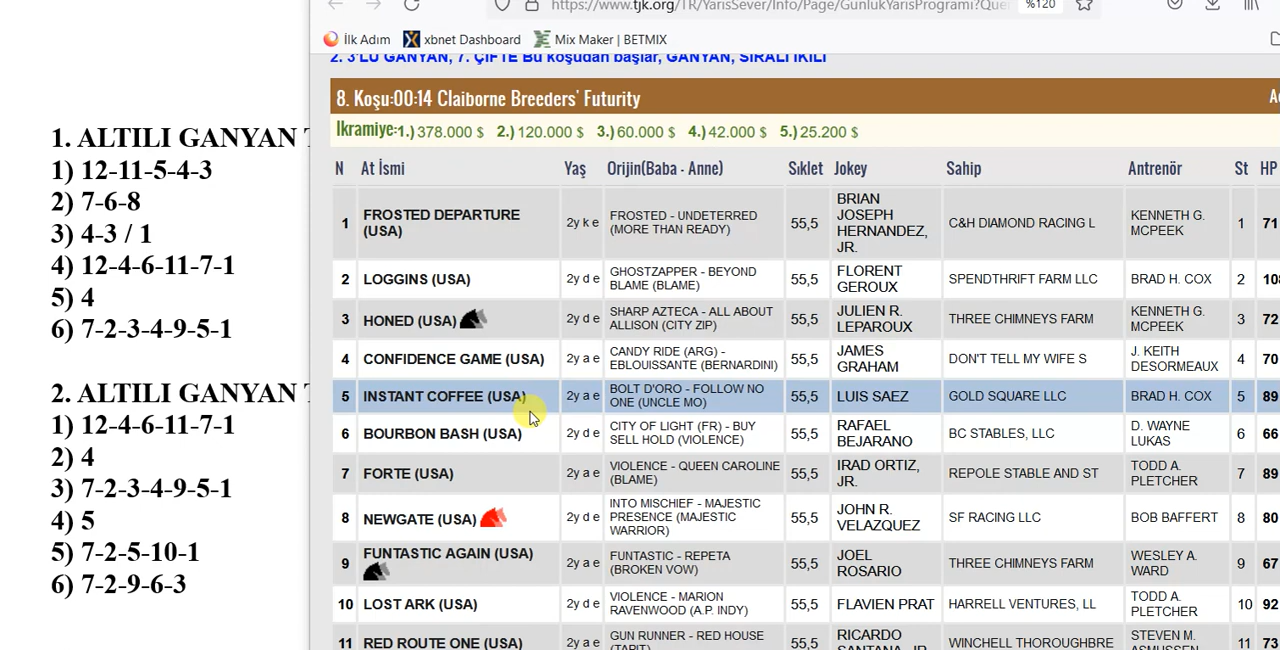 https://www.tjk.org/TR/YarisSever/Info/Page/GunlukYarisProgrami?Quer
%120
İlk Adım
xbnet Dashboard
Mix Maker | BETMIX
2. 3'LÜ GANYAN, 7. ÇİFTE Bu koşudan başlar, GANYAN, SIRALI İKİLİ
8. Koşu:00:14 Claiborne Breeders' Futurity
İkramiye:1.) 378.000 $ 2.) 120.000 $ 3.) 60.000 $ 4.) 42.000 $ 5.) 25.200 $
N At İsmi Yaş Orijin(Baba - Anne) Sıklet Jokey Sahip Antrenör St HP
1 FROSTED DEPARTURE (USA) 2y k e FROSTED - UNDETERRED (MORE THAN READY) 55,5 BRIAN JOSEPH HERNANDEZ, JR. C&H DIAMOND RACING L KENNETH G. MCPEEK 1 71
2 LOGGINS (USA) 2y d e GHOSTZAPPER - BEYOND BLAME (BLAME) 55,5 FLORENT GEROUX SPENDTHRIFT FARM LLC BRAD H. COX 2 108
3 HONED (USA) 2y d e SHARP AZTECA - ALL ABOUT ALLISON (CITY ZIP) 55,5 JULIEN R. LEPAROUX THREE CHIMNEYS FARM KENNETH G. MCPEEK 3 72
4 CONFIDENCE GAME (USA) 2y a e CANDY RIDE (ARG) - EBLOUISSANTE (BERNARDINI) 55,5 JAMES GRAHAM DON'T TELL MY WIFE S J. KEITH DESORMEAUX 4 70
5 INSTANT COFFEE (USA) 2y a e BOLT D'ORO - FOLLOW NO ONE (UNCLE MO) 55,5 LUIS SAEZ GOLD SQUARE LLC BRAD H. COX 5 89
6 BOURBON BASH (USA) 2y d e CITY OF LIGHT (FR) - BUY SELL HOLD (VIOLENCE) 55,5 RAFAEL BEJARANO BC STABLES, LLC D. WAYNE LUKAS 6 66
7 FORTE (USA) 2y a e VIOLENCE - QUEEN CAROLINE (BLAME) 55,5 IRAD ORTIZ, JR. REPOLE STABLE AND ST TODD A. PLETCHER 7 89
8 NEWGATE (USA) 2y d e INTO MISCHIEF - MAJESTIC PRESENCE (MAJESTIC WARRIOR) 55,5 JOHN R. VELAZQUEZ SF RACING LLC BOB BAFFERT 8 80
9 FUNTASTIC AGAIN (USA) 2y a e FUNTASTIC - REPETA (BROKEN VOW) 55,5 JOEL ROSARIO THREE CHIMNEYS FARM WESLEY A. WARD 9 67
10 LOST ARK (USA) 2y d e VIOLENCE - MARION RAVENWOOD (A.P. INDY) 55,5 FLAVIEN PRAT HARRELL VENTURES, LL TODD A. PLETCHER 10 92
11 RED ROUTE ONE (USA) 2y a e GUN RUNNER - RED HOUSE (TAPIT) 55,5 RICARDO SANTANA, JR. WINCHELL THOROUGHBRE STEVEN M. ASMUSSEN 11 73
1. ALTILI GANYAN
1) 12-11-5-4-3
2) 7-6-8
3) 4-3 / 1
4) 12-4-6-11-7-1
5) 4
6) 7-2-3-4-9-5-1
2. ALTILI GANYAN
1) 12-4-6-11-7-1
2) 4
3) 7-2-3-4-9-5-1
4) 5
5) 7-2-5-10-1
6) 7-2-9-6-3